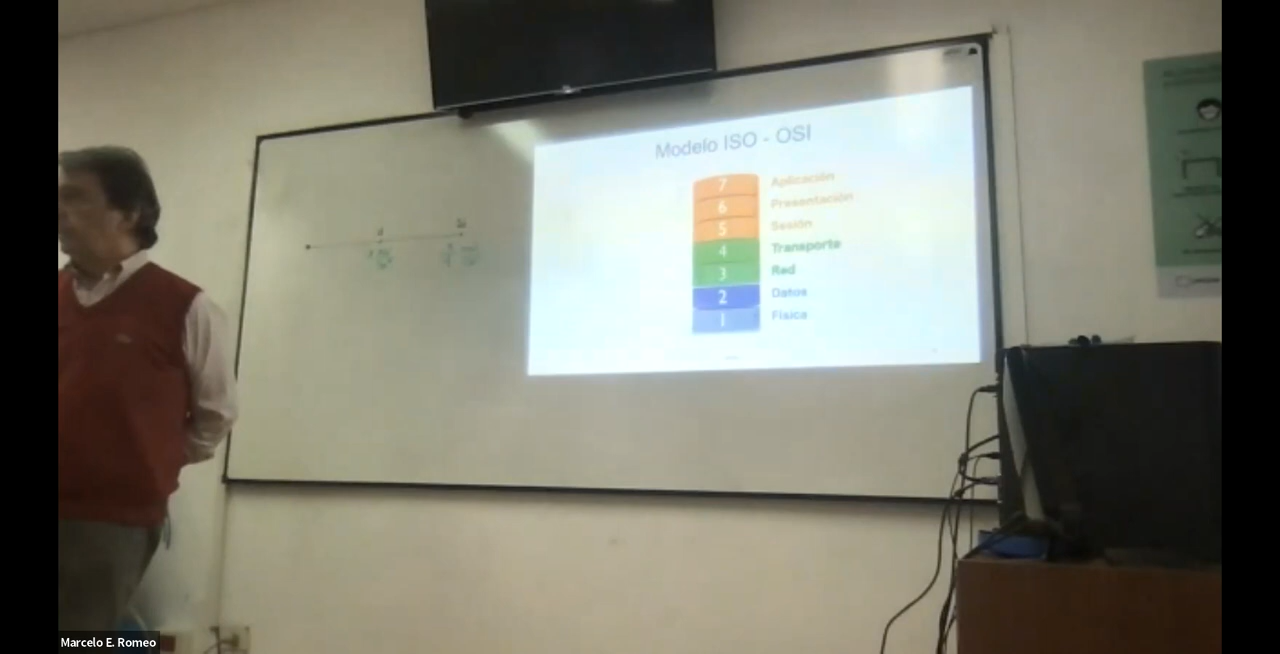 Modelo ISO - OSI
7 Aplicación
6 Presentación
5 Sesión
4 Transporte
3 Red
2 Datos
1 Física
Marcelo E. Romeo